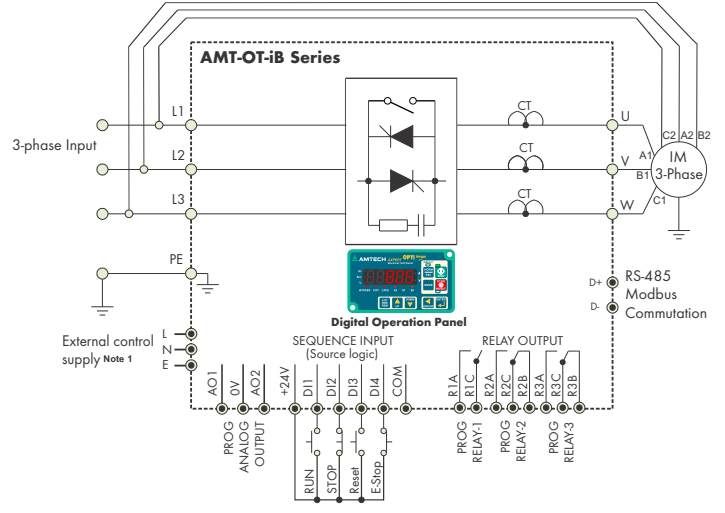 AMT-OT-iB Series
L1
CT
U
C2 A2 B2
3-phase Input
A1
IM
3-Phase
L2
CT
V
B1
C1
L3
CT
W
PE
AMTECH
OPTI
Digital Operation Panel
D+
D-
RS-485
Modbus
Commutation
External control
supply Note 1
L
N
E
SEQUENCE INPUT
(Source logic)
RELAY OUTPUT
AO1
0V
AO2
+24V
DI1
DI2
DI3
DI4
COM
R1A
R1C
R2A
R2C
R2B
R3A
R3C
R3B
PROG
ANALOG
OUTPUT
RUN
STOP
Reset
E-Stop
PROG
RELAY-1
PROG
RELAY-2
PROG
RELAY-3